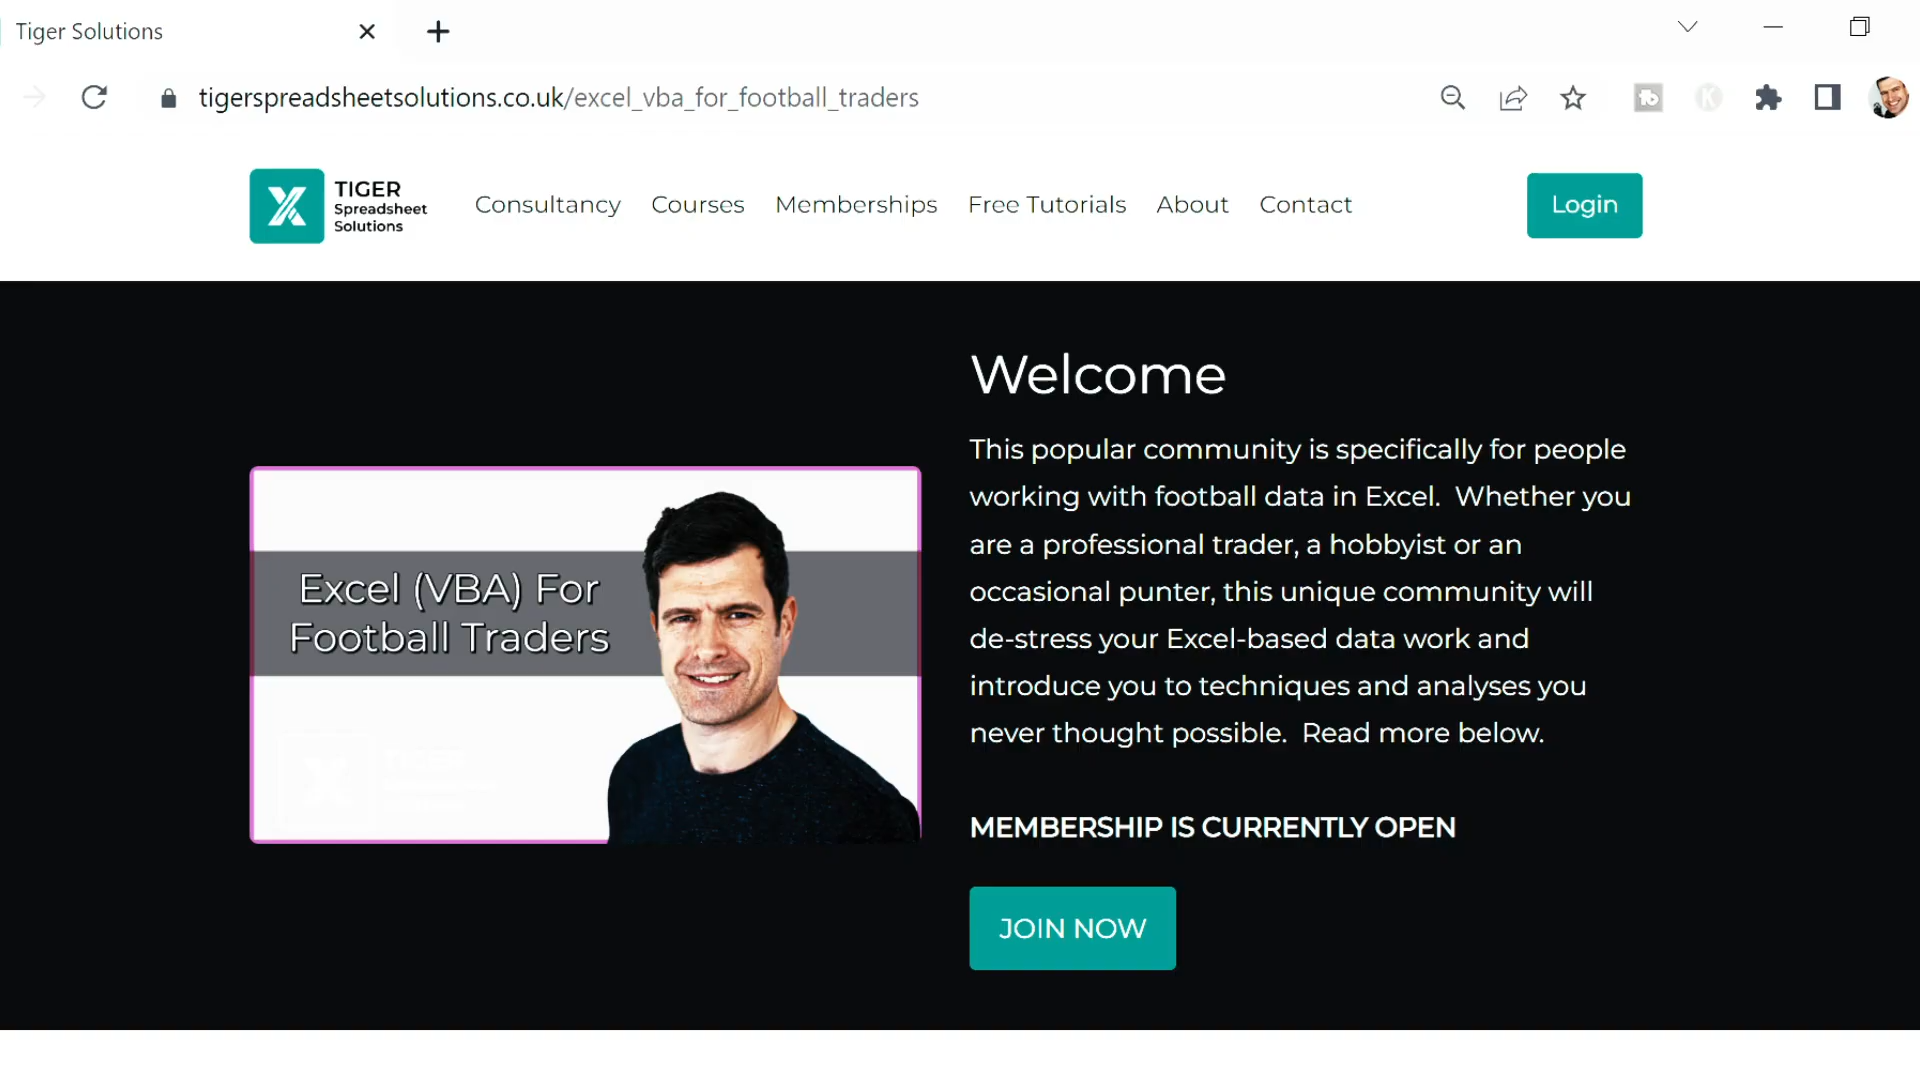 Tiger Solutions
tigerspreadsheetsolutions.co.uk/excel_vba_for_football_traders
TIGER
Spreadsheet
Solutions
Consultancy Courses Memberships Free Tutorials About Contact
Login
Excel (VBA) For
Football Traders
Welcome
This popular community is specifically for people
working with football data in Excel. Whether you
are a professional trader, a hobbyist or an
occasional punter, this unique community will
de-stress your Excel-based data work and
introduce you to techniques and analyses you
never thought possible. Read more below.
MEMBERSHIP IS CURRENTLY OPEN
JOIN NOW